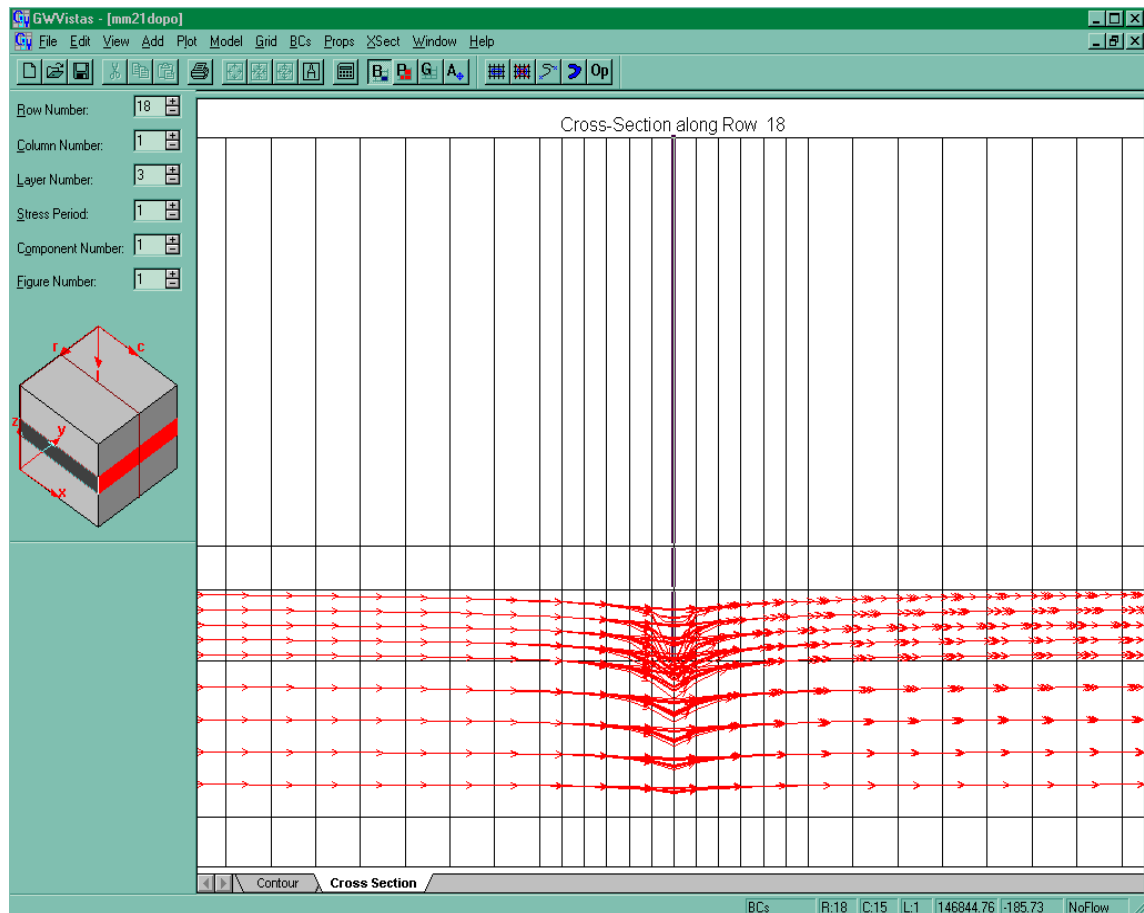 GWVistas - [mm21dopo]
File Edit View Add Plot Model Grid BCs Props XSect Window Help
B P G A Op
Row Number: 18
Column Number: 1
Layer Number: 3
Stress Period: 1
Component Number: 1
Figure Number: 1
Cross-Section along Row 18
r c
l
z y
x
Contour Cross Section
BCs R:18 C:15 L:1 146844.76 -185.73 NoFlow